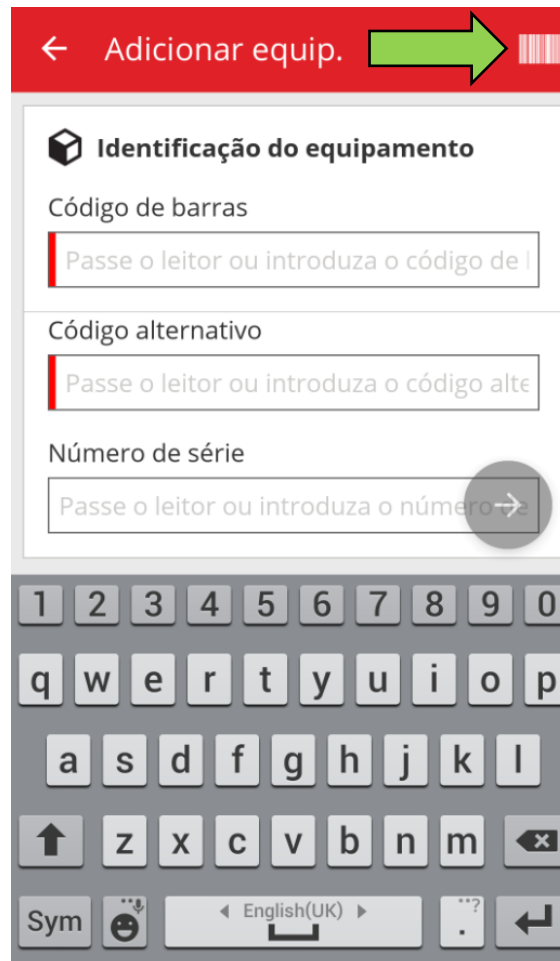 Adicionar equip.
Identificação do equipamento
Código de barras
Passe o leitor ou introduza o código de
Código alternativo
Passe o leitor ou introduza o código alte
Número de série
Passe o leitor ou introduza o número de
1 2 3 4 5 6 7 8 9 0
q w e r t y u i o p
a s d f g h j k l
z x c v b n m
Sym English(UK) . ..?